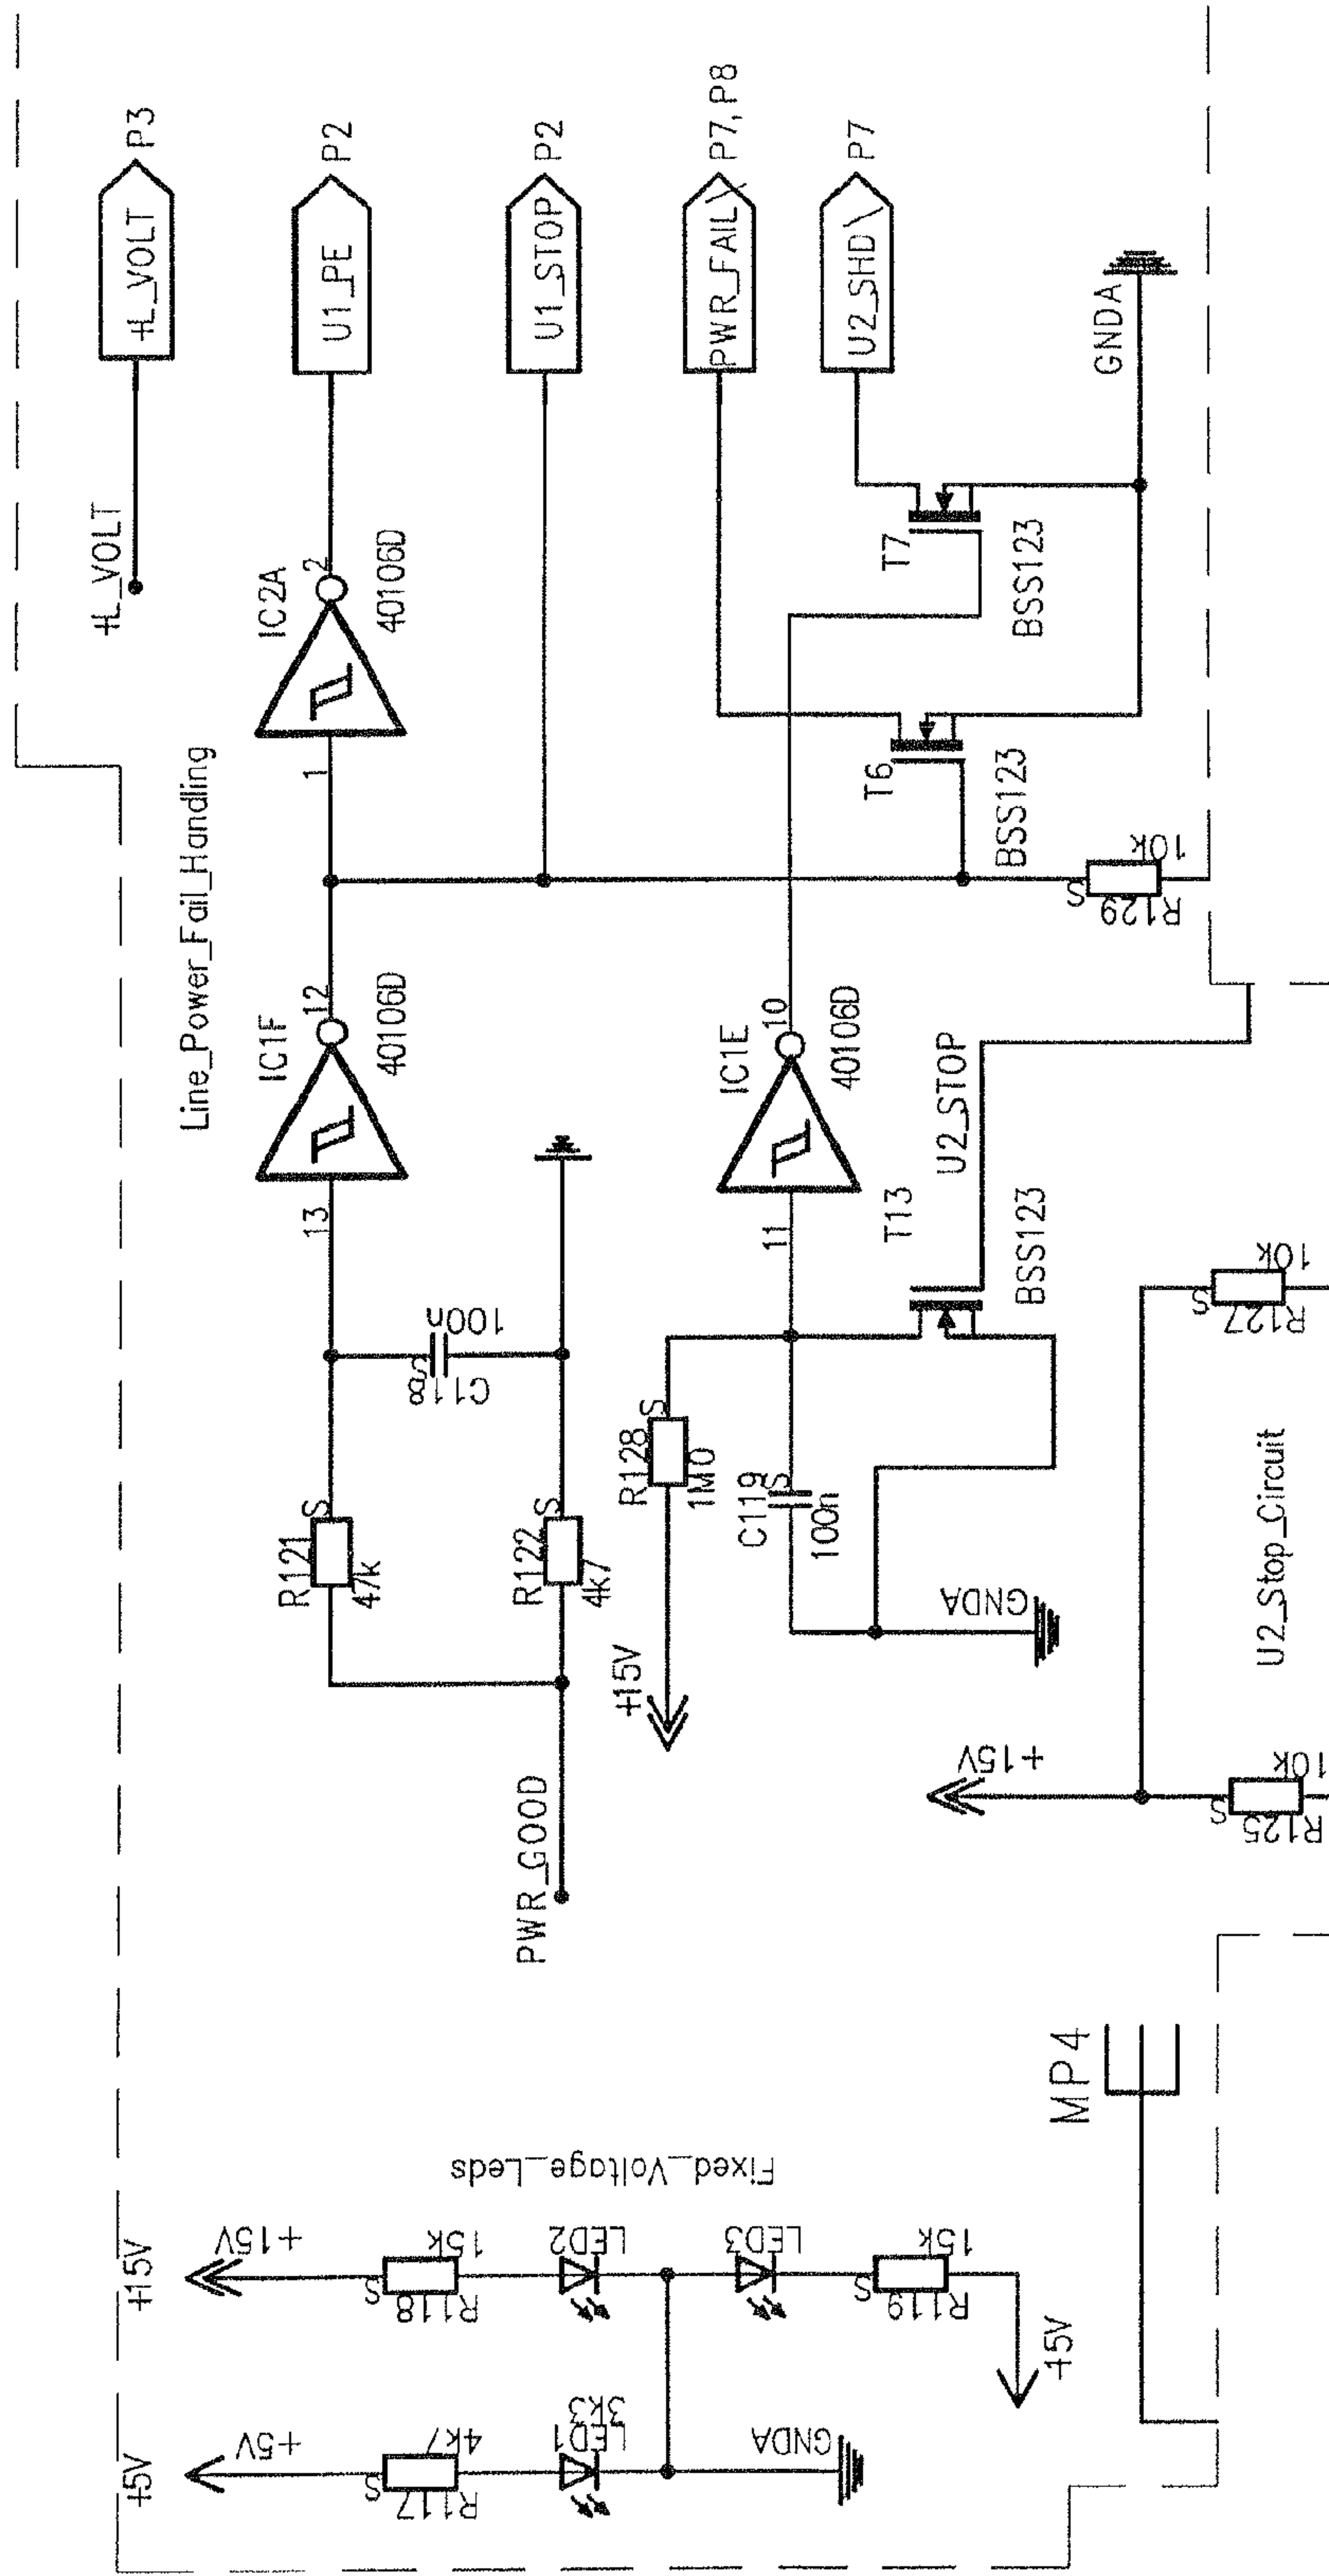 +L_VOLT
+L_VOLT
P3
Line_Power_Fail_Handling
IC1F
13
12
40106D
IC2A
1
2
40106D
U1_PE
P2
R121
47k
S
C118
100n
S
R122
4k7
S
PWR_GOOD
U1_STOP
P2
+15V
R128
1M0
S
C119
100n
S
GNDA
IC1E
11
10
40106D
T13
BSS123
U2_STOP
PWR_FAIL\
P7,P8
U2_SHD\
P7
T6
BSS123
T7
BSS123
GNDA
R129
10k
S
+15V
R125
10k
S
R127
10k
S
U2_Stop_Circuit
MP4
+5V
+15V
+5V
+15V
R117
4k7
S
R118
15k
S
LED1
3k3
LED2
LED3
R119
15k
S
GNDA
+5V
Fixed_Voltage_Leds